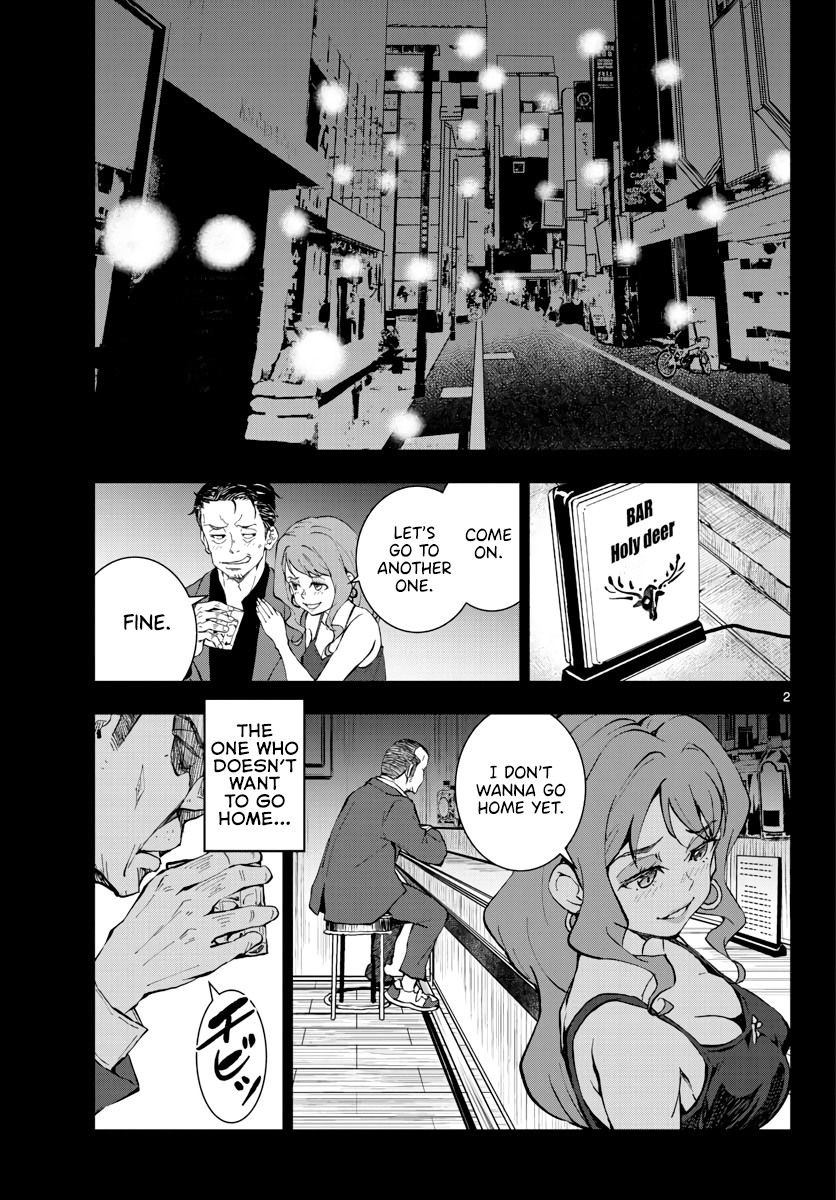 BAR
Holy deer
COME
ON.
LET'S
GO TO
ANOTHER
ONE.
FINE.
2
I DON'T
WANNA GO
HOME YET.
THE
ONE WHO
DOESN'T
WANT
TO GO
HOME...
チビッ